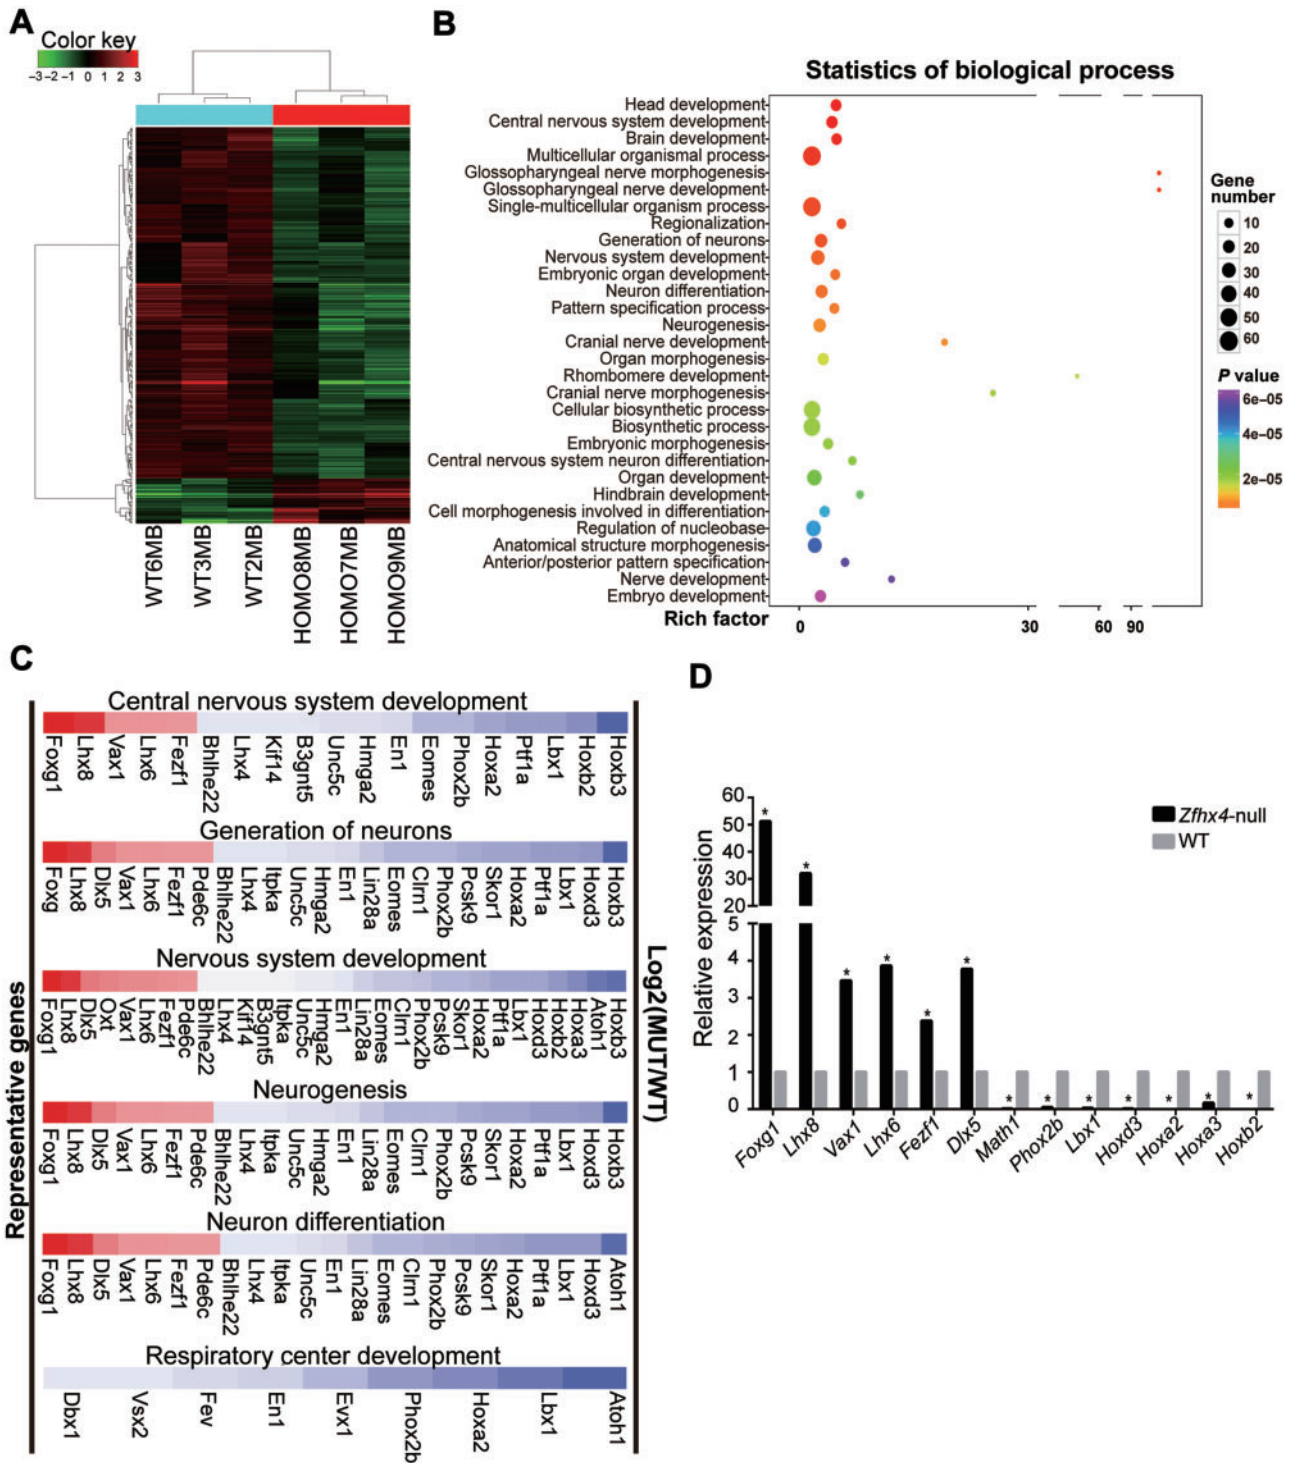 A
Color key
−3 −2 −1 0 1 2 3
WT6MB
WT3MB
WT2MB
HOMO8MB
HOMO7MB
HOMO9MB
B
Statistics of biological process
Head development
Central nervous system development
Brain development
Multicellular organismal process
Glossopharyngeal nerve morphogenesis
Glossopharyngeal nerve development
Single-multicellular organism process
Regionalization
Generation of neurons
Nervous system development
Embryonic organ development
Neuron differentiation
Pattern specification process
Neurogenesis
Cranial nerve development
Organ morphogenesis
Rhombomere development
Cranial nerve morphogenesis
Cellular biosynthetic process
Biosynthetic process
Embryonic morphogenesis
Central nervous system neuron differentiation
Organ development
Hindbrain development
Cell morphogenesis involved in differentiation
Regulation of nucleobase
Anatomical structure morphogenesis
Anterior/posterior pattern specification
Nerve development
Embryo development
Rich factor
0 30 60 90
Gene
number
10
20
30
40
50
60
P value
6e−05
4e−05
2e−05
C
Representative genes
Central nervous system development
Foxg1 Lhx8 Vax1 Lhx6 Fezf1 Bhlhe22 Lhx4 Kif14 B3gnt5 Unc5c Hmga2 En1 Eomes Phox2b Hoxa2 Ptf1a Lbx1 Hoxb2 Hoxb3
Generation of neurons
Foxg Lhx8 Dlx5 Vax1 Lhx6 Fezf1 Pde6c Bhlhe22 Lhx4 Itpka Unc5c Hmga2 En1 Lin28a Eomes Clrn1 Phox2b Pcsk9 Skor1 Hoxa2 Ptf1a Lbx1 Hoxd3 Hoxb3
Nervous system development
Foxg1 Lhx8 Dlx5 Oxt Vax1 Lhx6 Fezf1 Pde6c Bhlhe22 Lhx4 Kif14 B3gnt5 Itpka Unc5c Hmga2 En1 Lin28a Eomes Clrn1 Phox2b Pcsk9 Skor1 Hoxa2 Ptf1a Lbx1 Hoxd3 Hoxb2 Hoxa3 Atoh1 Hoxb3
Neurogenesis
Foxg1 Lhx8 Dlx5 Vax1 Lhx6 Fezf1 Pde6c Bhlhe22 Lhx4 Itpka Unc5c Hmga2 En1 Lin28a Eomes Clrn1 Phox2b Pcsk9 Skor1 Hoxa2 Ptf1a Lbx1 Hoxd3 Hoxb3
Neuron differentiation
Foxg1 Lhx8 Dlx5 Vax1 Lhx6 Fezf1 Pde6c Bhlhe22 Lhx4 Itpka Unc5c En1 Lin28a Eomes Clrn1 Phox2b Pcsk9 Skor1 Hoxa2 Ptf1a Lbx1 Hoxd3 Atoh1
Respiratory center development
Dbx1 Vsx2 Fev En1 Evx1 Phox2b Hoxa2 Lbx1 Atoh1
Log2(MUT/WT)
D
Relative expression
60
50
40
30
20
5
4
3
2
1
0
* * * * * * * * * * * * *
Zfhx4-null
WT
Foxg1 Lhx8 Vax1 Lhx6 Fezf1 Dlx5 Math1 Phox2b Lbx1 Hoxd3 Hoxa2 Hoxa3 Hoxb2